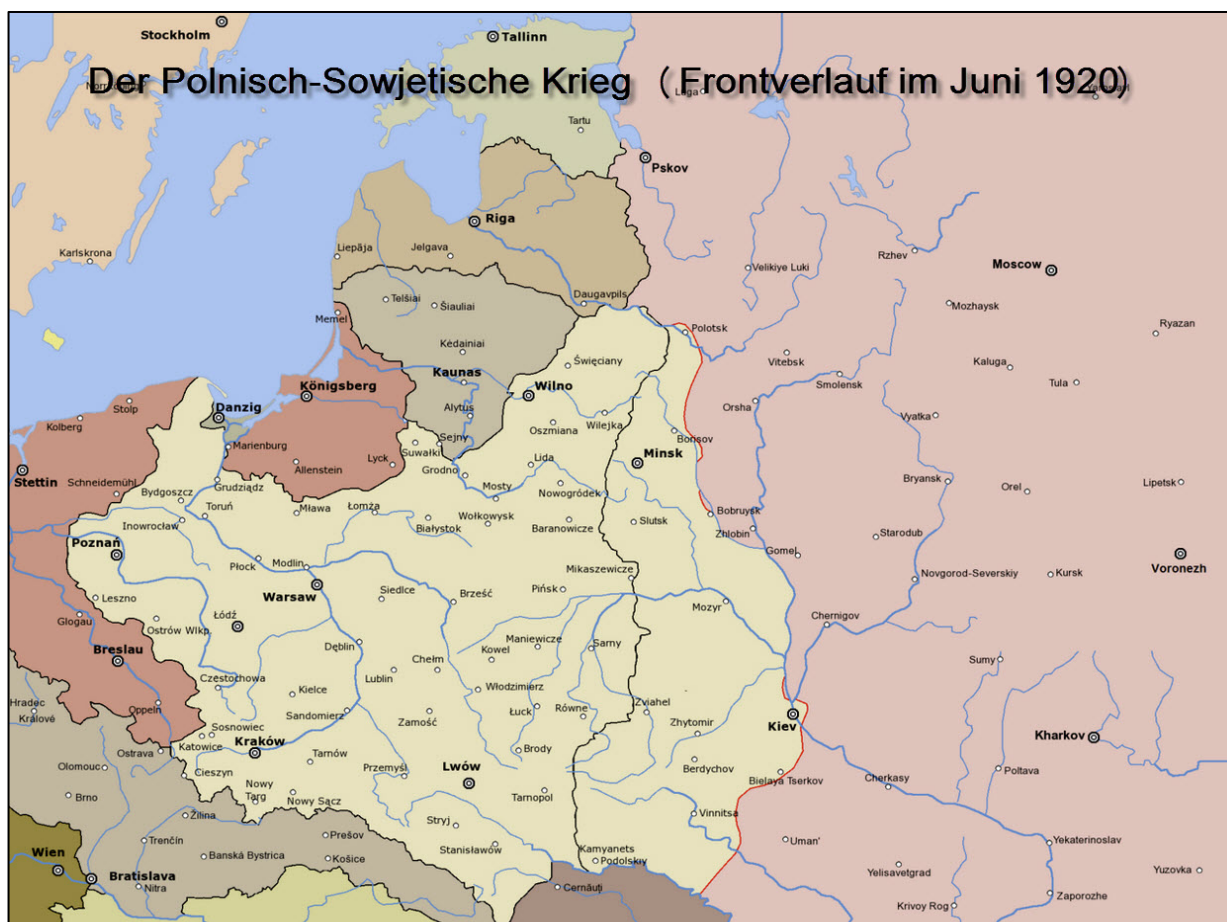 Stockholm
Tallinn
Der Polnisch-Sowjetische Krieg ( Frontverlauf im Juni 1920)
Luga
Yaroslavl
Tartu
Pskov
Riga
Karlskrona
Liepāja
Jelgava
Rzhev
Velikiye Luki
Moscow
Telšiai
Šiauliai
Daugavpils
Mozhaysk
Memel
Polotsk
Ryazan
Kėdainiai
Święciany
Vitebsk
Kaluga
Kaunas
Smolensk
Tula
Königsberg
Wilno
Stolp
Danzig
Alytus
Orsha
Vyatka
Kolberg
Oszmiana
Wilejka
Marienburg
Sejny
Borisov
Suwałki
Minsk
Stettin
Allenstein
Lyck
Grodno
Lida
Schneidemühl
Grudziądz
Bryansk
Orel
Lipetsk
Bydgoszcz
Mosty
Nowogródek
Toruń
Mława
Łomża
Bobruysk
Inowrocław
Białystok
Wołkowysk
Baranowicze
Slutsk
Zhlobin
Starodub
Poznań
Gomel
Voronezh
Płock
Modlin
Mikaszewicze
Novgorod-Severskiy
Kursk
Warsaw
Siedlce
Brześć
Pińsk
Leszno
Mozyr
Glogau
Łódź
Chernigov
Ostrów Wlkp.
Dęblin
Maniewicze
Sarny
Breslau
Kowel
Sumy
Lublin
Chełm
Częstochowa
Kielce
Włodzimierz
Hradec
Králové
Oppeln
Sandomierz
Zamość
Łuck
Równe
Zviahel
Zhytomir
Kiev
Sosnowiec
Kharkov
Katowice
Kraków
Ostrava
Tarnów
Brody
Olomouc
Cieszyn
Przemyśl
Lwów
Berdychov
Bielaya Tserkov
Poltava
Cherkasy
Brno
Nowy
Targ
Nowy Sącz
Tarnopol
Vinnitsa
Žilina
Stryj
Prešov
Trenčín
Uman'
Yekaterinoslav
Wien
Banská Bystrica
Košice
Stanisławów
Kamyanets
Podolskiy
Yelisavetgrad
Yuzovka
Bratislava
Nitra
Cernăuți
Krivoy Rog
Zaporozhe